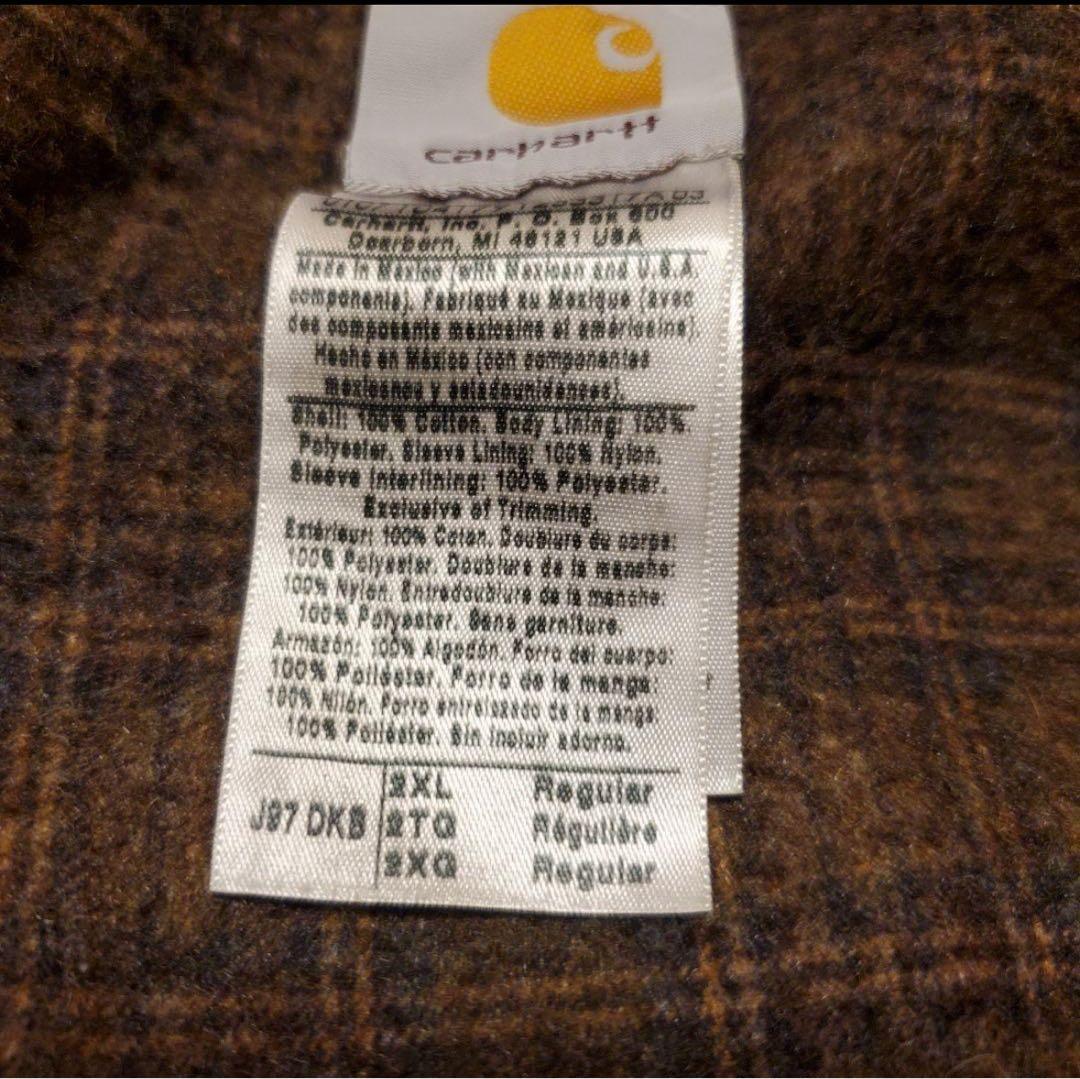 carhartt
Carhartt, Inc. P. O. Box 600
Dearborn, MI 48121 USA
Made in Mexico (with Mexican and U.S.A.
components). Fabriqué au Mexique (avec
des composants mexicains et américains).
Hecho en México (con componentes
mexicanos y estadounidenses).
Shell: 100% Cotton. Body Lining: 100%
Polyester. Sleeve Lining: 100% Nylon.
Sleeve Interlining: 100% Polyester.
Exclusive of Trimming.
Extérieur: 100% Coton. Doublure du corps:
100% Polyester. Doublure de la manche:
100% Nylon. Entredoublure de la manche:
100% Polyester. Sans garniture.
Armazón: 100% Algodón. Forro del cuerpo:
100% Poliéster. Forro de la manga:
100% Nilón. Forro entrelazado de la manga:
100% Poliéster. Sin incluir adorno.
J97 DKB
2XL Regular
2TG Régulière
2XG Regular